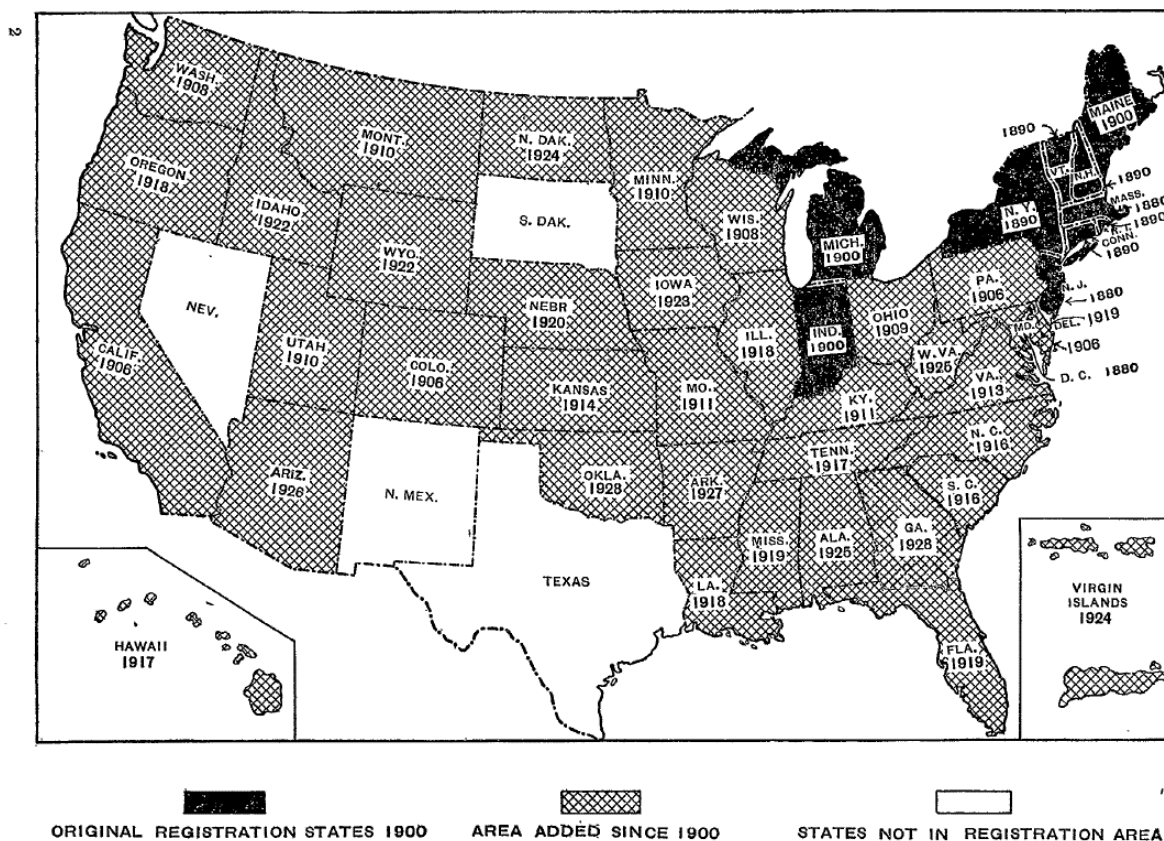 2
WASH.
1908
MONT.
1910
N. DAK.
1924
MINN.
1910
OREGON
1918
IDAHO
1922
S. DAK.
WIS.
1908
MICH.
1900
WYO.
1922
IOWA
1923
NEBR
1920
NEV.
UTAH
1910
COLO.
1906
CALIF.
1906
KANSAS
1914
MO.
1911
ILL.
1918
IND.
1900
OHIO
1909
PA.
1906
W.VA.
1925
KY.
1911
VA.
1913
TENN.
1917
N. C.
1916
S. C.
1916
ARIZ.
1926
N. MEX.
OKLA.
1928
ARK.
1927
MISS.
1919
ALA.
1925
GA.
1928
TEXAS
LA.
1918
FLA.
1919
MAINE
1900
1890
VT.
N.H.
1890
MASS.
1880
R. I.
1890
CONN.
1890
N. Y.
1890
N. J.
1880
MD.
DEL.
1919
1906
D. C. 1880
HAWAII
1917
VIRGIN
ISLANDS
1924
ORIGINAL REGISTRATION STATES 1900
AREA ADDED SINCE 1900
STATES NOT IN REGISTRATION AREA